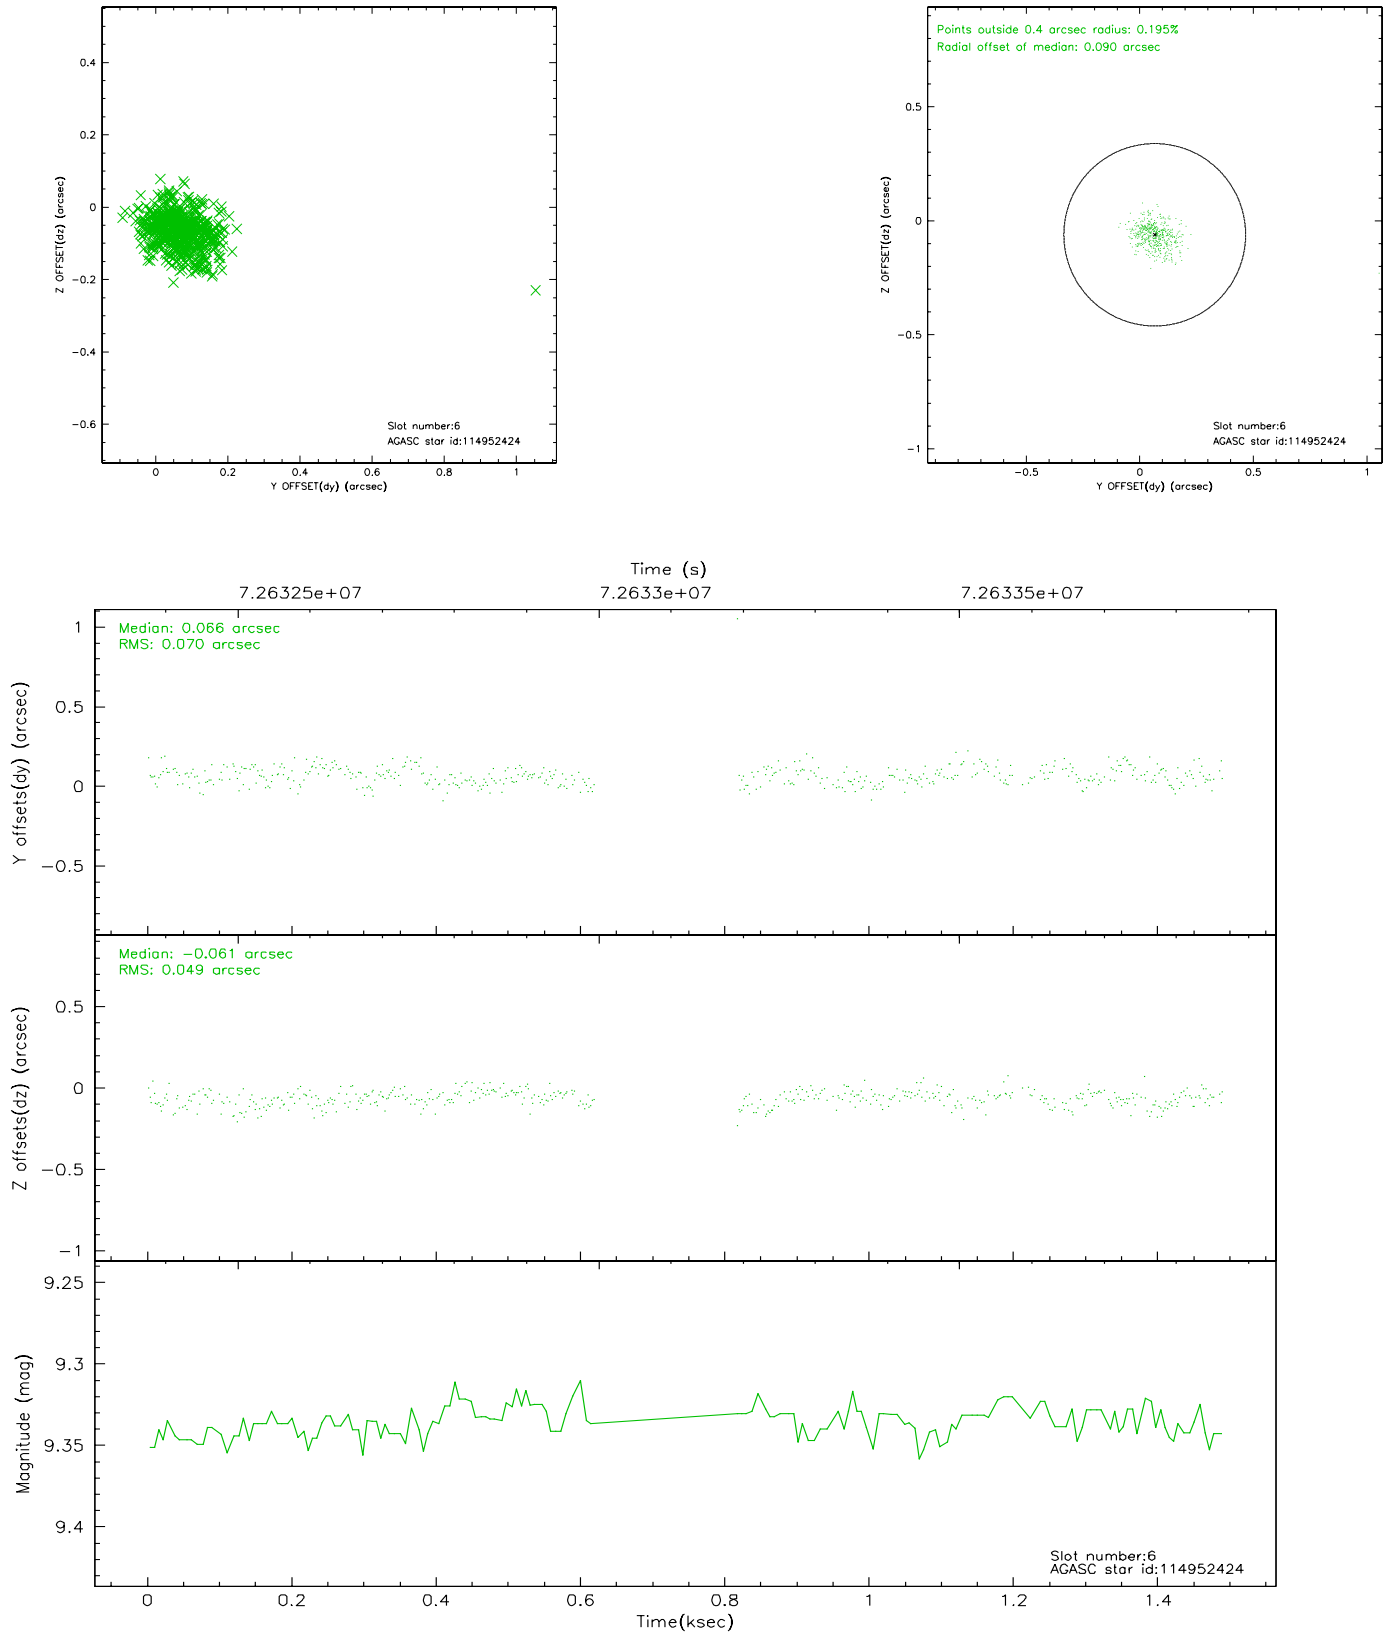 0.4
0.2
0
−0.2
−0.4
−0.6
Z OFFSET(dz) (arcsec)
0 0.2 0.4 0.6 0.8 1
Y OFFSET(dy) (arcsec)
Slot number:6
AGASC star id:114952424
Points outside 0.4 arcsec radius: 0.195%
Radial offset of median: 0.090 arcsec
0.5
0
−0.5
−1
Z OFFSET(dz) (arcsec)
−0.5 0 0.5 1
Y OFFSET(dy) (arcsec)
Slot number:6
AGASC star id:114952424
Time (s)
7.26325e+07 7.2633e+07 7.26335e+07
Median: 0.066 arcsec
RMS: 0.070 arcsec
1
0.5
0
−0.5
Y offsets(dy) (arcsec)
Median: −0.061 arcsec
RMS: 0.049 arcsec
0.5
0
−0.5
−1
Z offsets(dz) (arcsec)
9.25
9.3
9.35
9.4
Magnitude (mag)
Slot number:6
AGASC star id:114952424
0 0.2 0.4 0.6 0.8 1 1.2 1.4
Time(ksec)